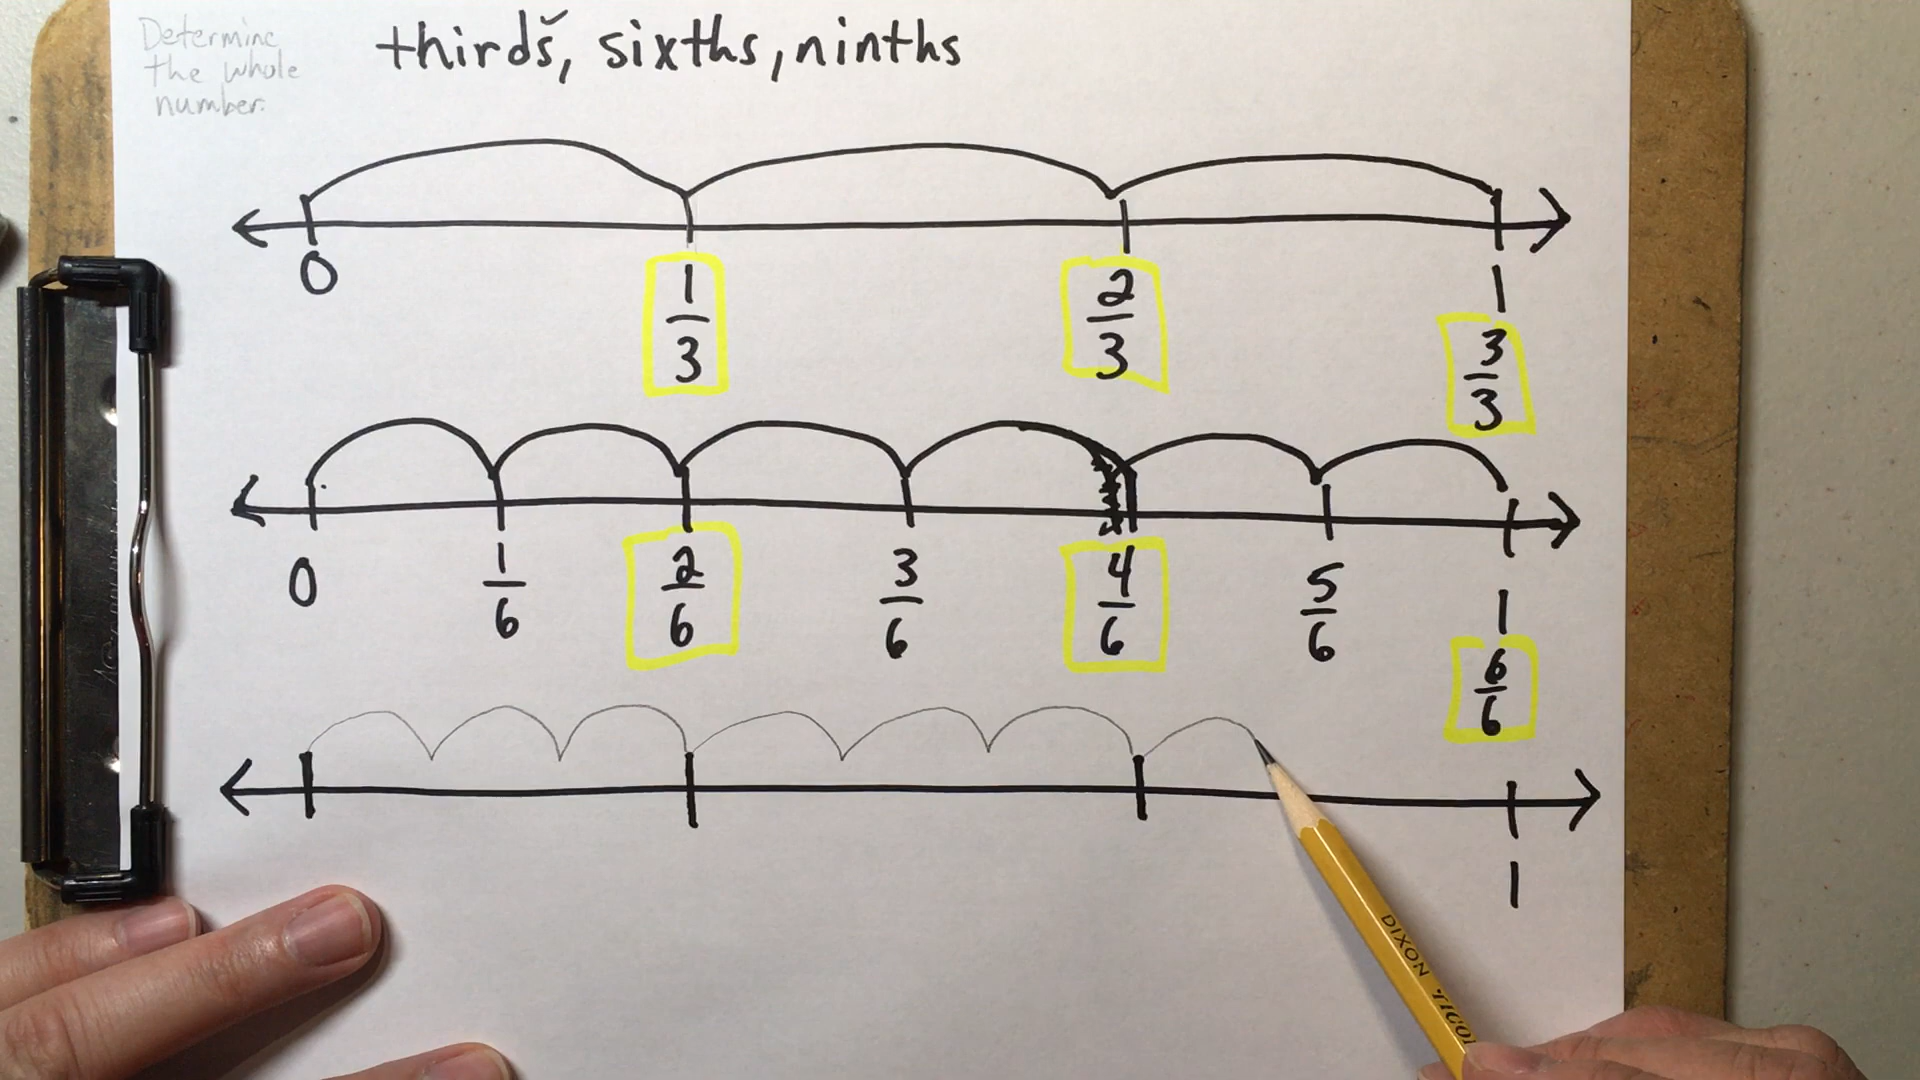 Determine
the whole
number.
thirds, sixths, ninths
0 1/3 2/3 1
3/3
0 1/6 2/6 3/6 4/6 5/6 1
6/6
1
DIXON TICON